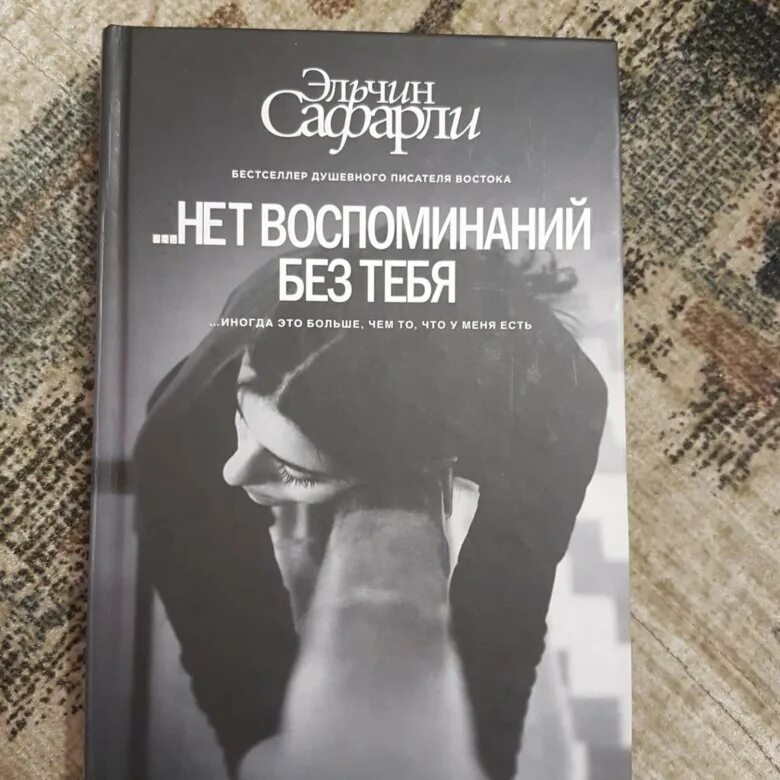 Эльчин
Сафарли
БЕСТСЕЛЛЕР ДУШЕВНОГО ПИСАТЕЛЯ ВОСТОКА
...НЕТ ВОСПОМИНАНИЙ
БЕЗ ТЕБЯ
...ИНОГДА ЭТО БОЛЬШЕ, ЧЕМ ТО, ЧТО У МЕНЯ ЕСТЬ